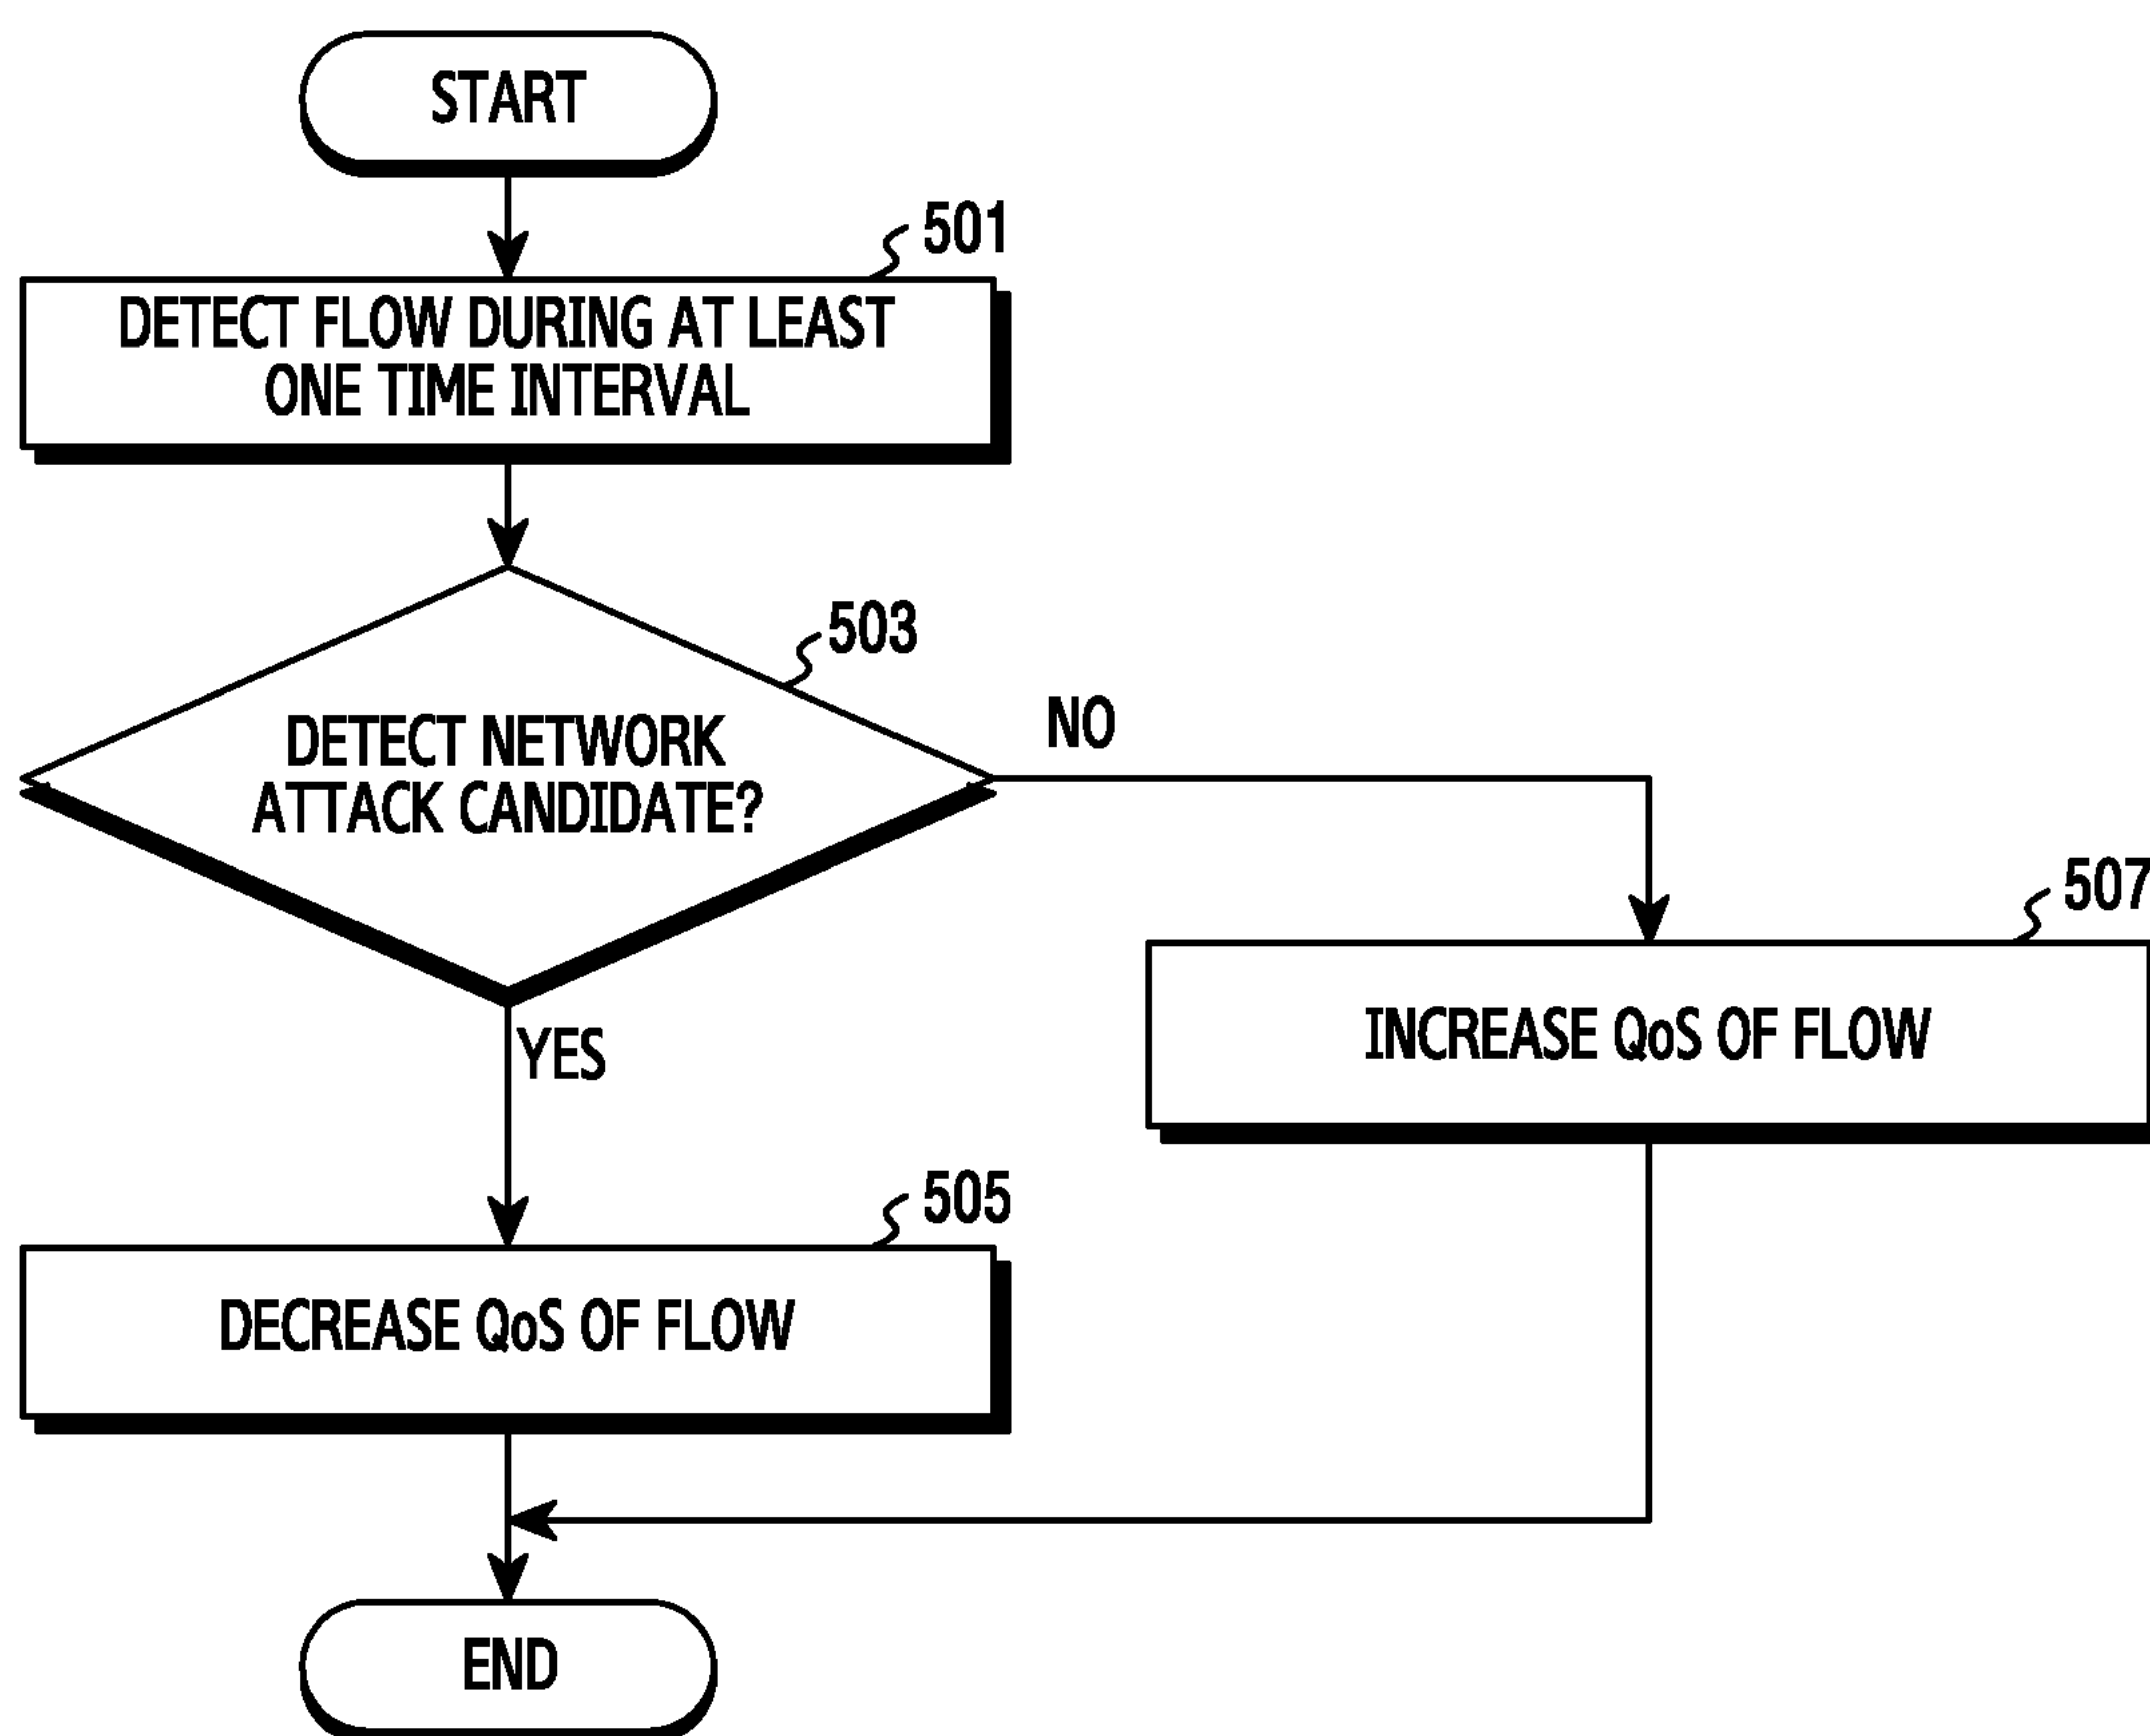 START
501
DETECT FLOW DURING AT LEAST
ONE TIME INTERVAL
503
DETECT NETWORK
ATTACK CANDIDATE?
NO
YES
507
INCREASE QoS OF FLOW
505
DECREASE QoS OF FLOW
END